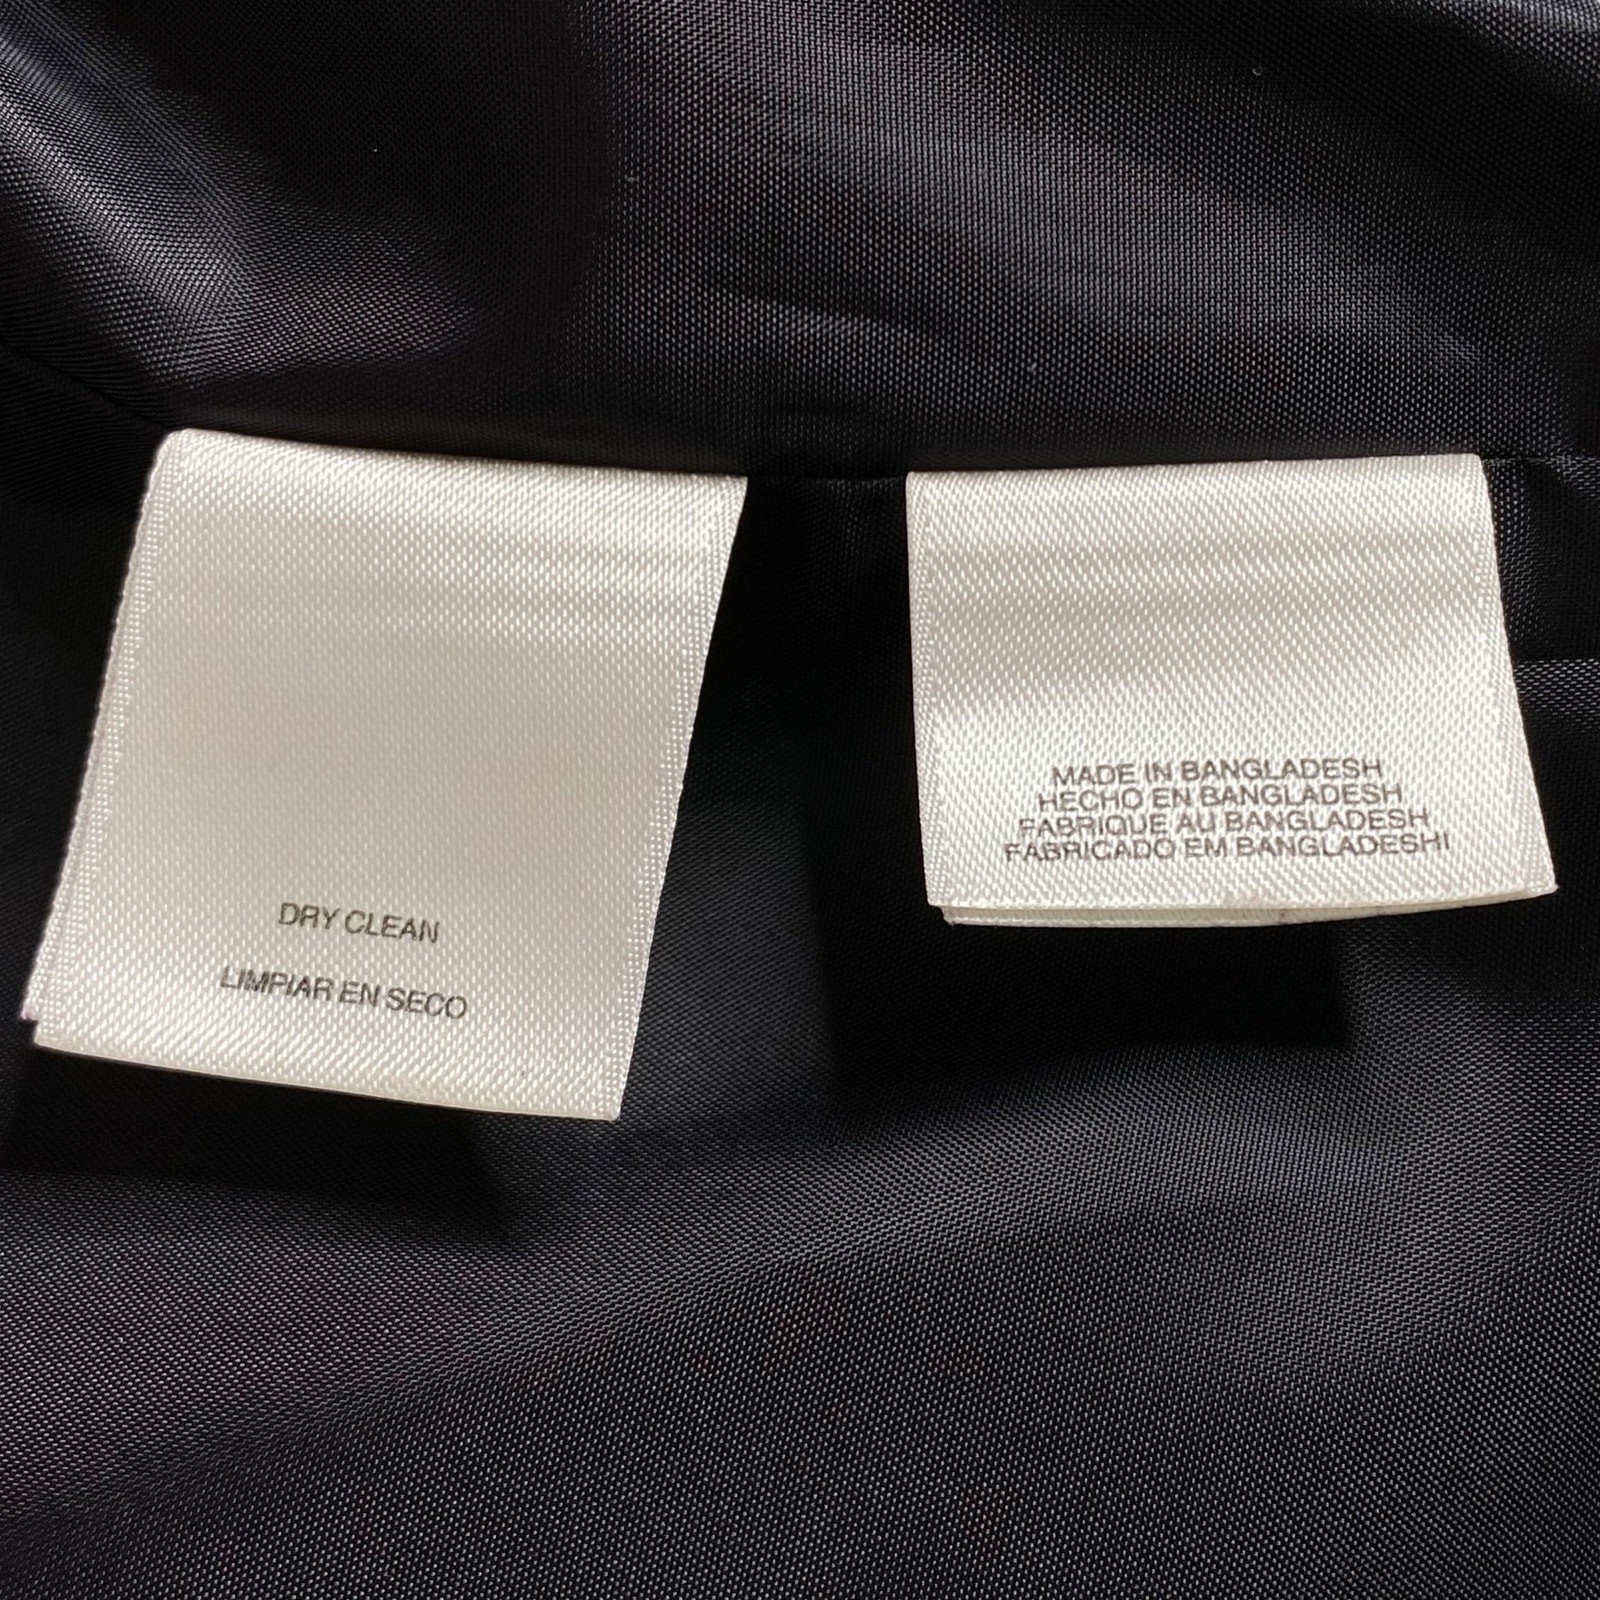 DRY CLEAN
LIMPIAR EN SECO
MADE IN BANGLADESH
HECHO EN BANGLADESH
FABRIQUE AU BANGLADESH
FABRICADO EM BANGLADESHI